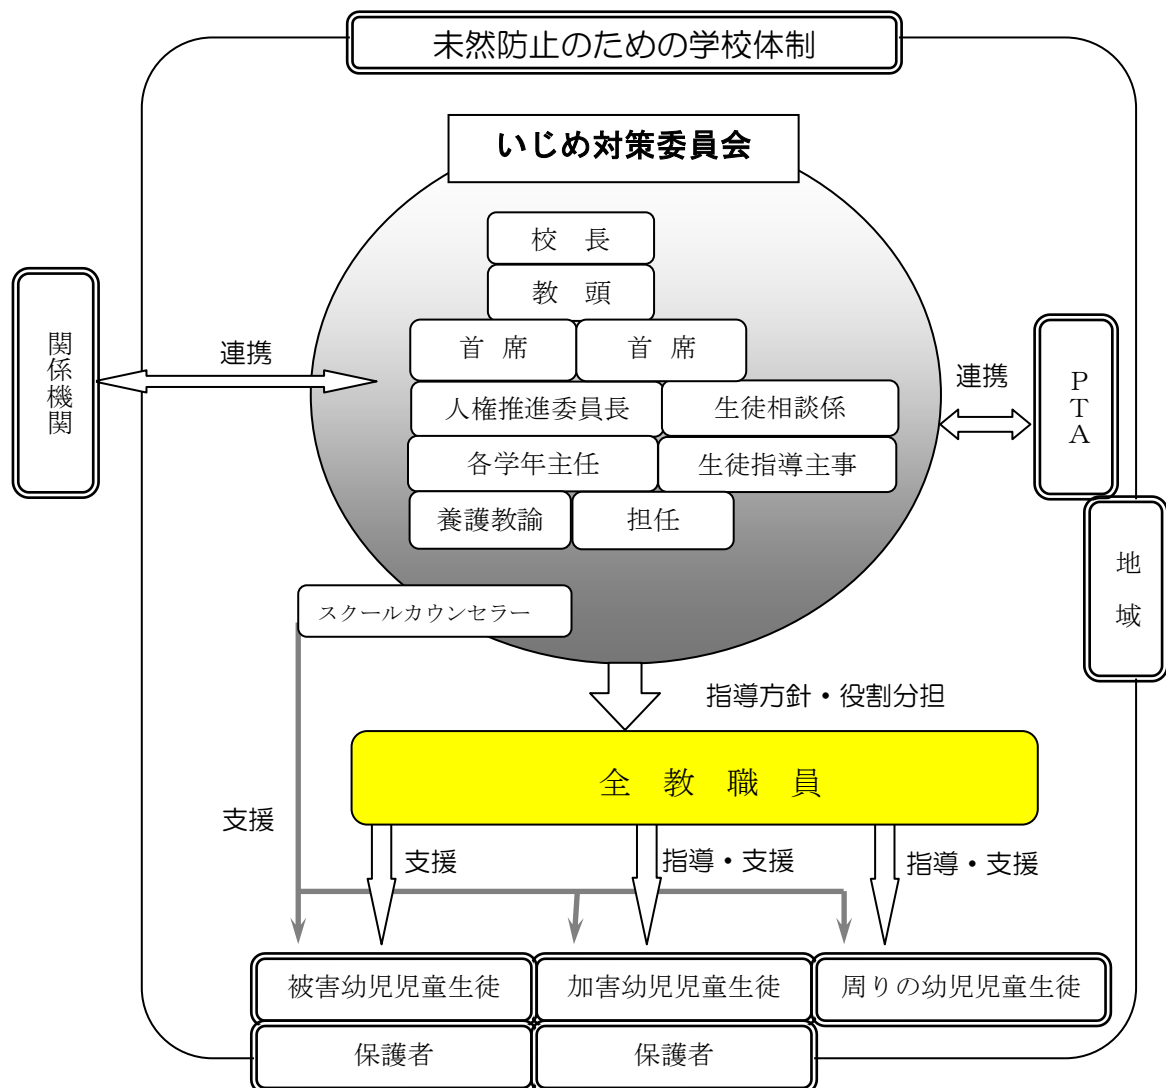 未然防止のための学校体制
いじめ対策委員会
校 長
教 頭
首 席
首 席
人権推進委員長
生徒相談係
各学年主任
生徒指導主事
養護教諭
担任
スクールカウンセラー
関係機関
連携
連携
PTA
地域
指導方針・役割分担
全 教 職 員
支援
支援
指導・支援
指導・支援
被害幼児児童生徒
加害幼児児童生徒
周りの幼児児童生徒
保護者
保護者